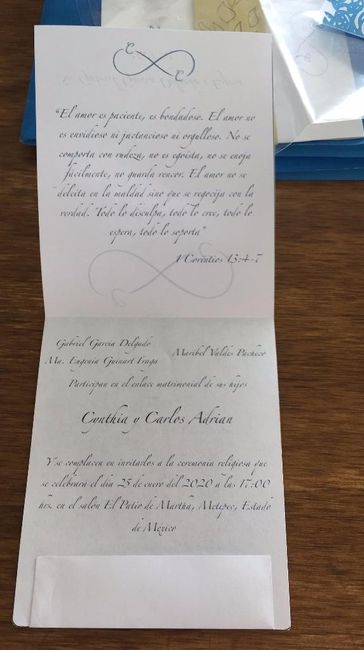 C C
"El amor es paciente, es bondadoso. El amor no
es envidioso ni jactancioso ni orgulloso. No se
comporta con rudeza, no es egoísta, no se enoja
fácilmente, no guarda rencor. El amor no se
deleita en la maldad sino que se regocija con la
verdad. Todo lo disculpa, todo lo cree, todo lo
espera, todo lo soporta"
1 Corintios 13:4-7
Gabriel García Delgado
Ma. Eugenia Guinart Fraga
Maribel Valdés Pacheco
Participan en el enlace matrimonial de sus hijos
Cynthia y Carlos Adrian
Y se complacen en invitarlos a la ceremonia religiosa que
se celebrará el día 25 de enero del 2020 a las 17:00
hrs. en el salón El Patio de Martha, Metepec, Estado
de México